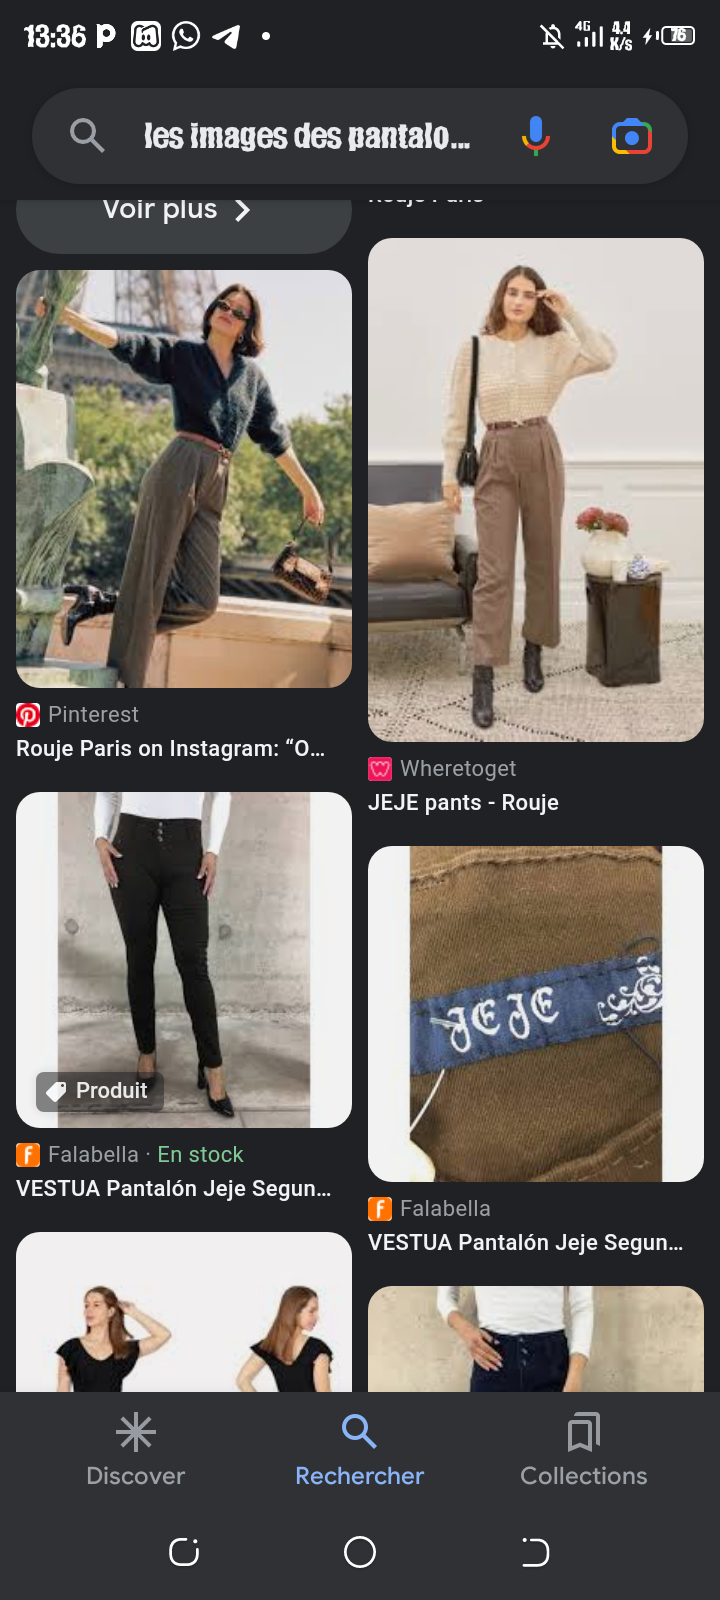 13:36
4G
4.4
K/s
76
les images des pantalo...
Voir plus
Rouje Paris
Pinterest
Rouje Paris on Instagram: “O...
Wheretoget
JEJE pants - Rouje
Produit
JEJE
Falabella · En stock
VESTUA Pantalón Jeje Segun...
Falabella
VESTUA Pantalón Jeje Segun...
Discover
Rechercher
Collections